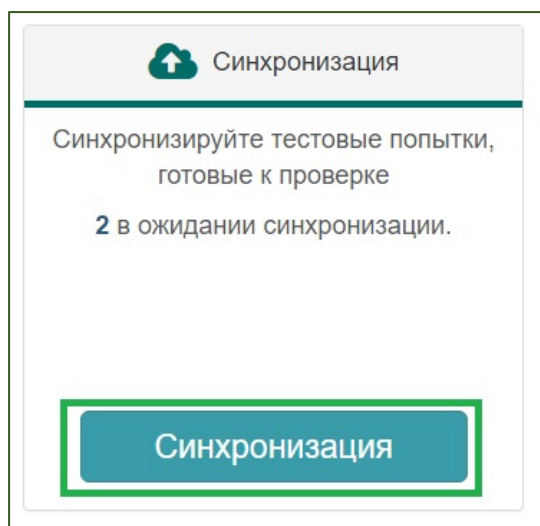 Синхронизация
Синхронизируйте тестовые попытки,
готовые к проверке
2 в ожидании синхронизации.
Синхронизация